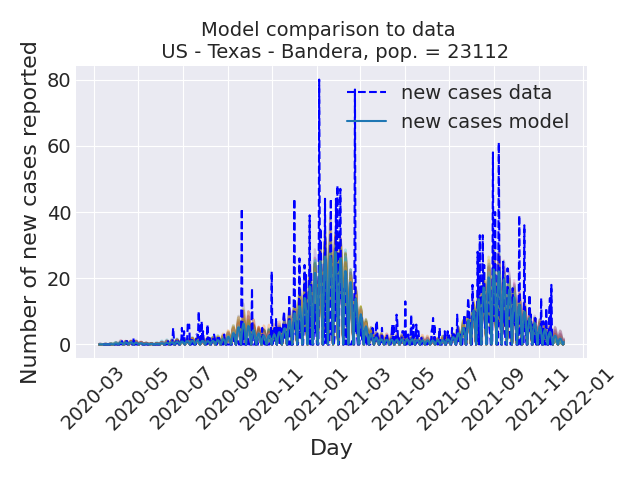 Model comparison to data
US - Texas - Bandera, pop. = 23112
Number of new cases reported
80
60
40
20
0
new cases data
new cases model
2020-03
2020-05
2020-07
2020-09
2020-11
2021-01
2021-03
2021-05
2021-07
2021-09
2021-11
2022-01
Day